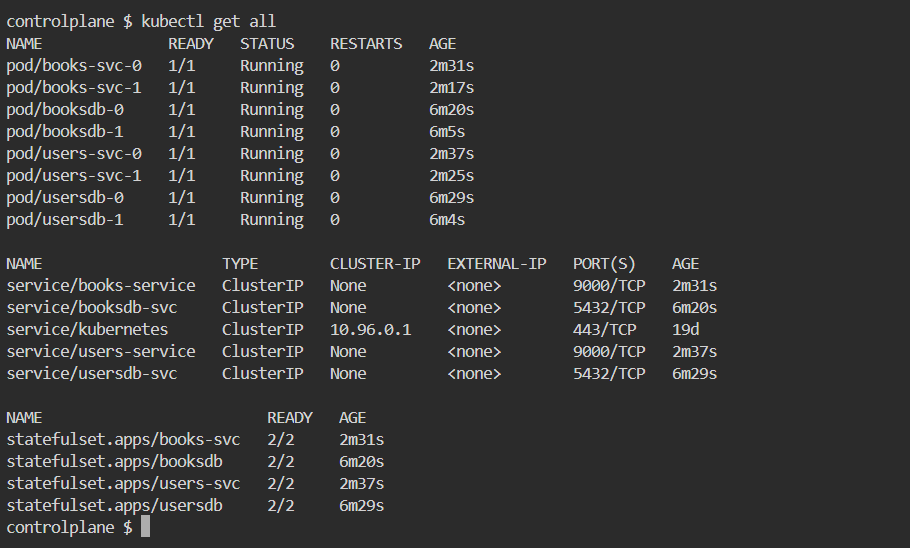 controlplane $ kubectl get all
NAME READY STATUS RESTARTS AGE
pod/books-svc-0 1/1 Running 0 2m31s
pod/books-svc-1 1/1 Running 0 2m17s
pod/booksdb-0 1/1 Running 0 6m20s
pod/booksdb-1 1/1 Running 0 6m5s
pod/users-svc-0 1/1 Running 0 2m37s
pod/users-svc-1 1/1 Running 0 2m25s
pod/usersdb-0 1/1 Running 0 6m29s
pod/usersdb-1 1/1 Running 0 6m4s
NAME TYPE CLUSTER-IP EXTERNAL-IP PORT(S) AGE
service/books-service ClusterIP None <none> 9000/TCP 2m31s
service/booksdb-svc ClusterIP None <none> 5432/TCP 6m20s
service/kubernetes ClusterIP 10.96.0.1 <none> 443/TCP 19d
service/users-service ClusterIP None <none> 9000/TCP 2m37s
service/usersdb-svc ClusterIP None <none> 5432/TCP 6m29s
NAME READY AGE
statefulset.apps/books-svc 2/2 2m31s
statefulset.apps/booksdb 2/2 6m20s
statefulset.apps/users-svc 2/2 2m37s
statefulset.apps/usersdb 2/2 6m29s
controlplane $